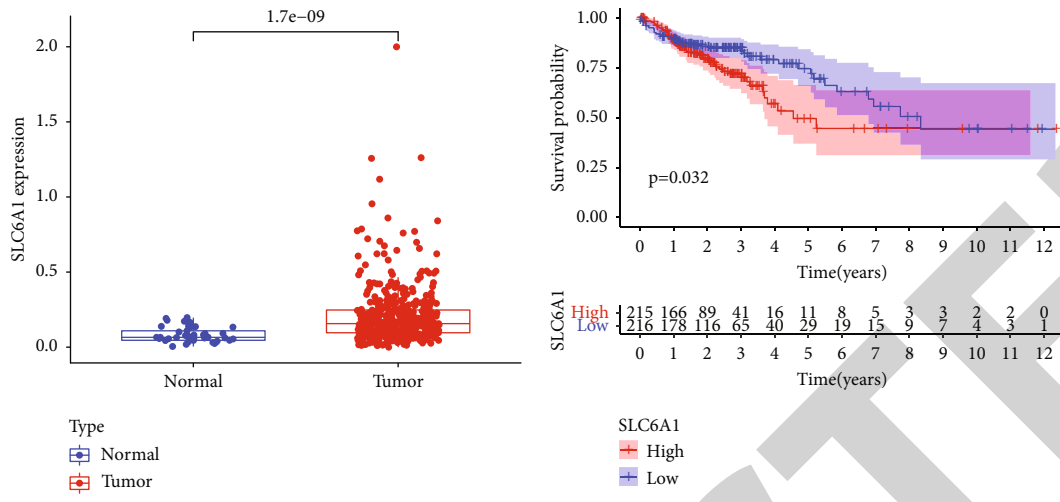 1.7e−09
2.0
1.5
1.0
0.5
0.0
SLC6A1 expression
Normal Tumor
Type
Normal
Tumor
1.00
0.75
0.50
0.25
0.00
Survival probability
p=0.032
0 1 2 3 4 5 6 7 8 9 10 11 12
Time(years)
SLC6A1
High 215 166 89 41 16 11 8 5 3 3 2 2 0
Low 216 178 116 65 40 29 19 15 9 7 4 3 1
0 1 2 3 4 5 6 7 8 9 10 11 12
Time(years)
SLC6A1
High
Low